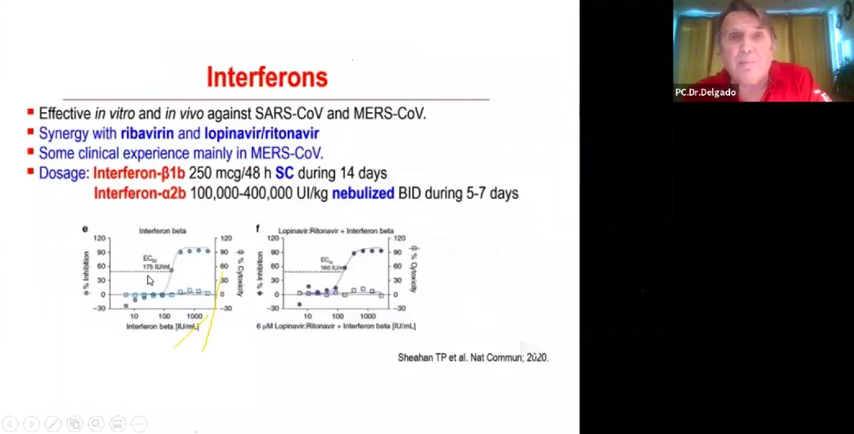 PC.Dr.Delgado
Interferons
Effective in vitro and in vivo against SARS-CoV and MERS-CoV.
Synergy with ribavirin and lopinavir/ritonavir
Some clinical experience mainly in MERS-CoV.
Dosage: Interferon-β1b 250 mcg/48 h SC during 14 days
Interferon-α2b 100,000-400,000 UI/kg nebulized BID during 5-7 days
e Interferon beta
% Inhibition
120
90
60
30
0
-30
EC50
175 IU/ml
120
90
60
30
0
-30
% Cytotoxicity
10 100 1000
Interferon beta [IU/mL]
f Lopinavir:Ritonavir + Interferon beta
% Inhibition
120
90
60
30
0
-30
EC50
160 IU/ml
120
90
60
30
0
-30
% Cytotoxicity
10 100 1000
6 μM Lopinavir:Ritonavir + Interferon beta [IU/mL]
Sheahan TP et al. Nat Commun; 2020.